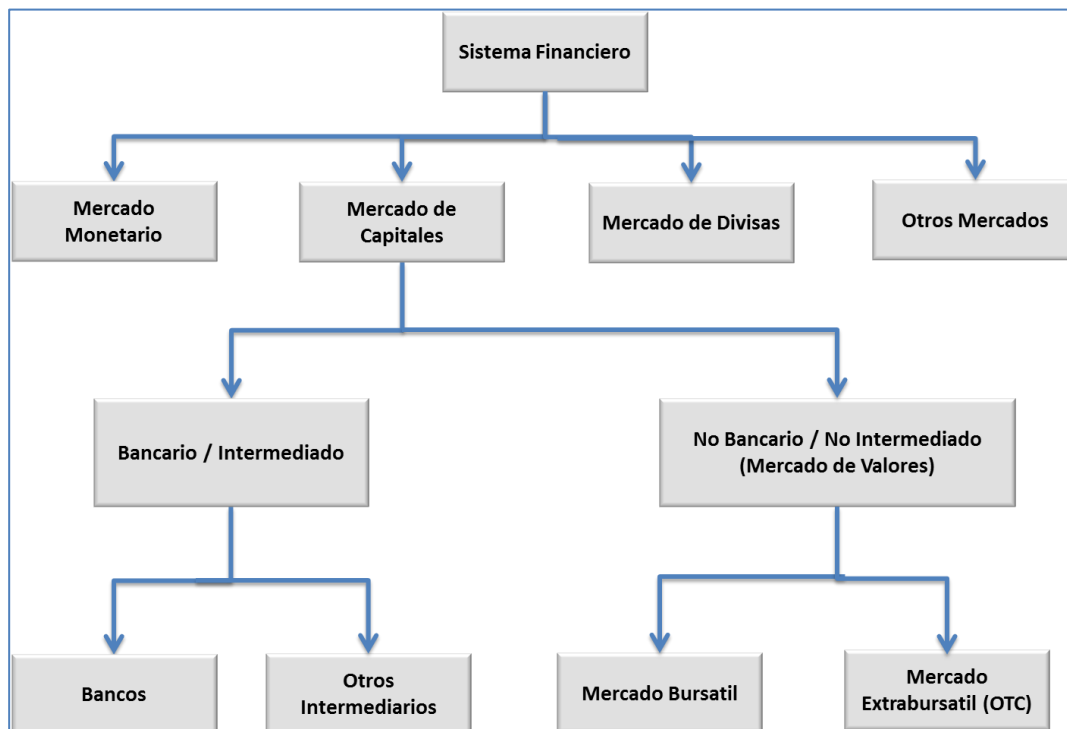 Sistema Financiero
Mercado
Monetario
Mercado de
Capitales
Mercado de Divisas
Otros Mercados
Bancario / Intermediado
No Bancario / No Intermediado
(Mercado de Valores)
Bancos
Otros
Intermediarios
Mercado Bursatil
Mercado
Extrabursatil (OTC)